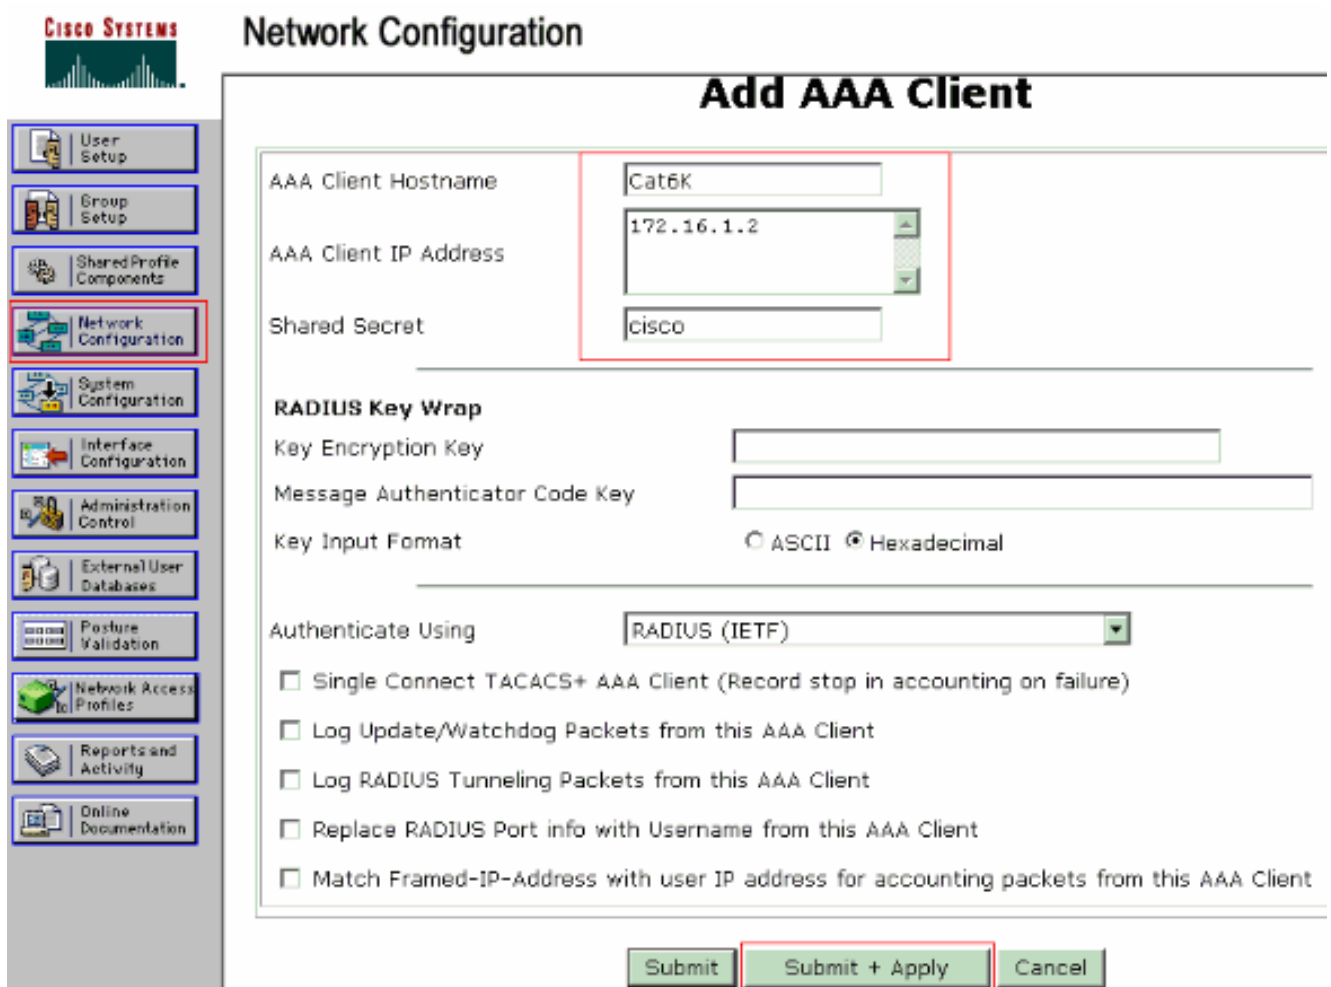 CISCO SYSTEMS
Network Configuration
Add AAA Client
User
Setup
Group
Setup
Shared Profile
Components
Network
Configuration
System
Configuration
Interface
Configuration
Administration
Control
External User
Databases
Posture
Validation
Network Access
Profiles
Reports and
Activity
Online
Documentation
AAA Client Hostname Cat6K
AAA Client IP Address 172.16.1.2
Shared Secret cisco
RADIUS Key Wrap
Key Encryption Key
Message Authenticator Code Key
Key Input Format ASCII Hexadecimal
Authenticate Using RADIUS (IETF)
Single Connect TACACS+ AAA Client (Record stop in accounting on failure)
Log Update/Watchdog Packets from this AAA Client
Log RADIUS Tunneling Packets from this AAA Client
Replace RADIUS Port info with Username from this AAA Client
Match Framed-IP-Address with user IP address for accounting packets from this AAA Client
Submit Submit + Apply Cancel